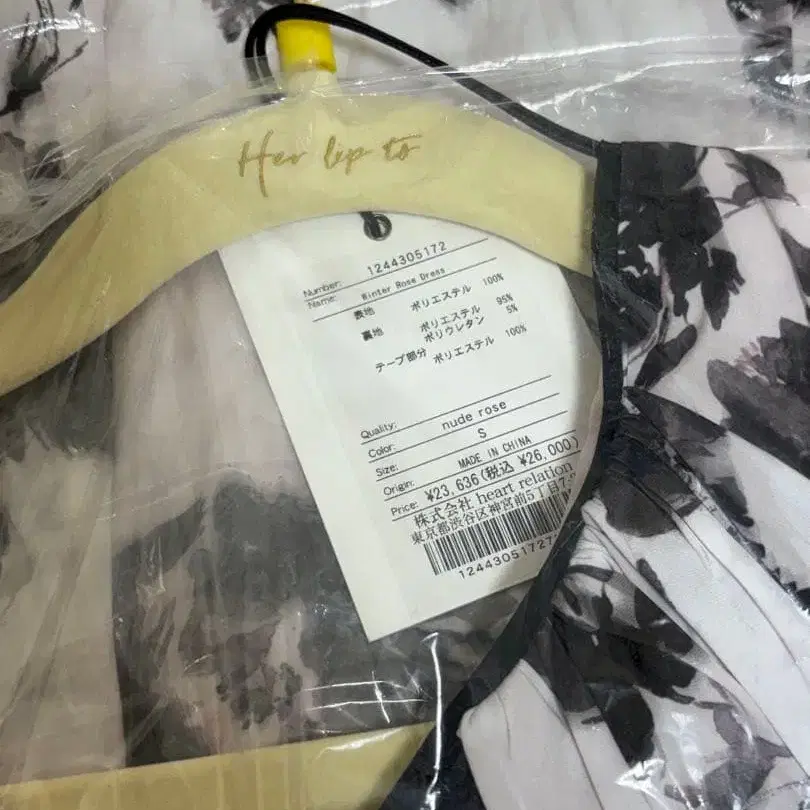 Her lip to
Number: 1244305172
Name: Winter Rose Dress
表地 ポリエステル 100%
裏地 ポリエステル 95%
ポリウレタン 5%
テープ部分 ポリエステル 100%
Quality:
Color: nude rose
Size: S
Origin: MADE IN CHINA
Price: ¥23,636(税込 ¥26,000)
株式会社 heart relation
東京都渋谷区神宮前5丁目7-
12443051727